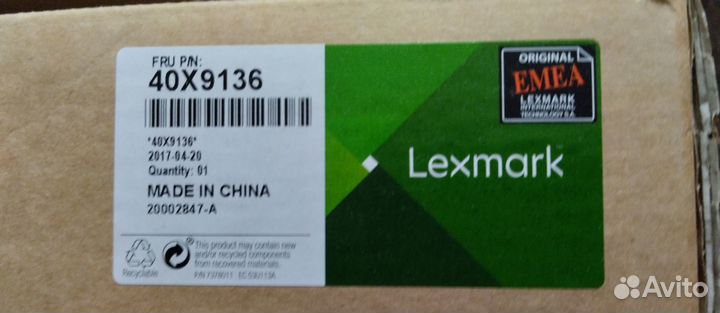 FRU P/N:
40X9136
*40X9136*
2017-04-20
Quantity: 01
MADE IN CHINA
20002847-A
Recyclable
This product may contain new
and/or recycled components
from recovered materials.
Lexmark
ORIGINAL
EMEA
LEXMARK
INTERNATIONAL
TECHNOLOGY S.A.
Avito